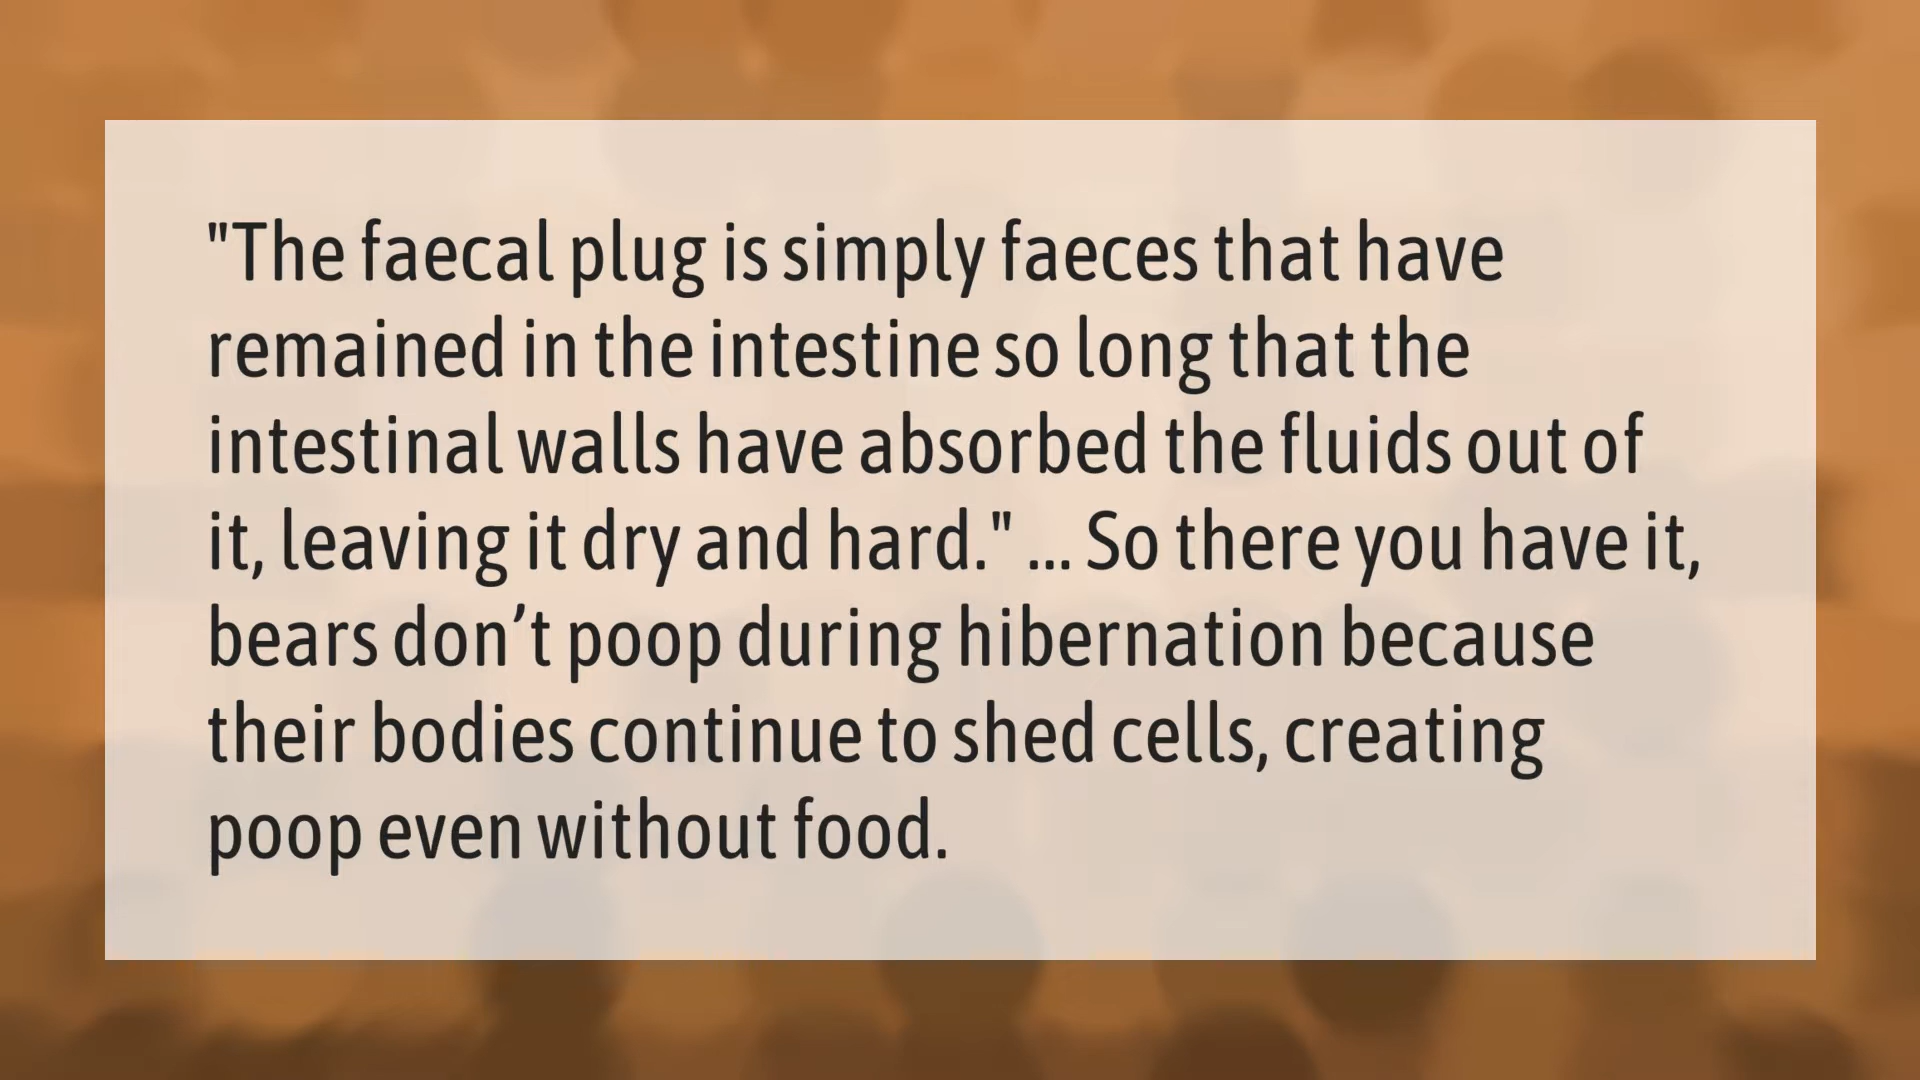 "The faecal plug is simply faeces that have
remained in the intestine so long that the
intestinal walls have absorbed the fluids out of
it, leaving it dry and hard." ... So there you have it,
bears don’t poop during hibernation because
their bodies continue to shed cells, creating
poop even without food.